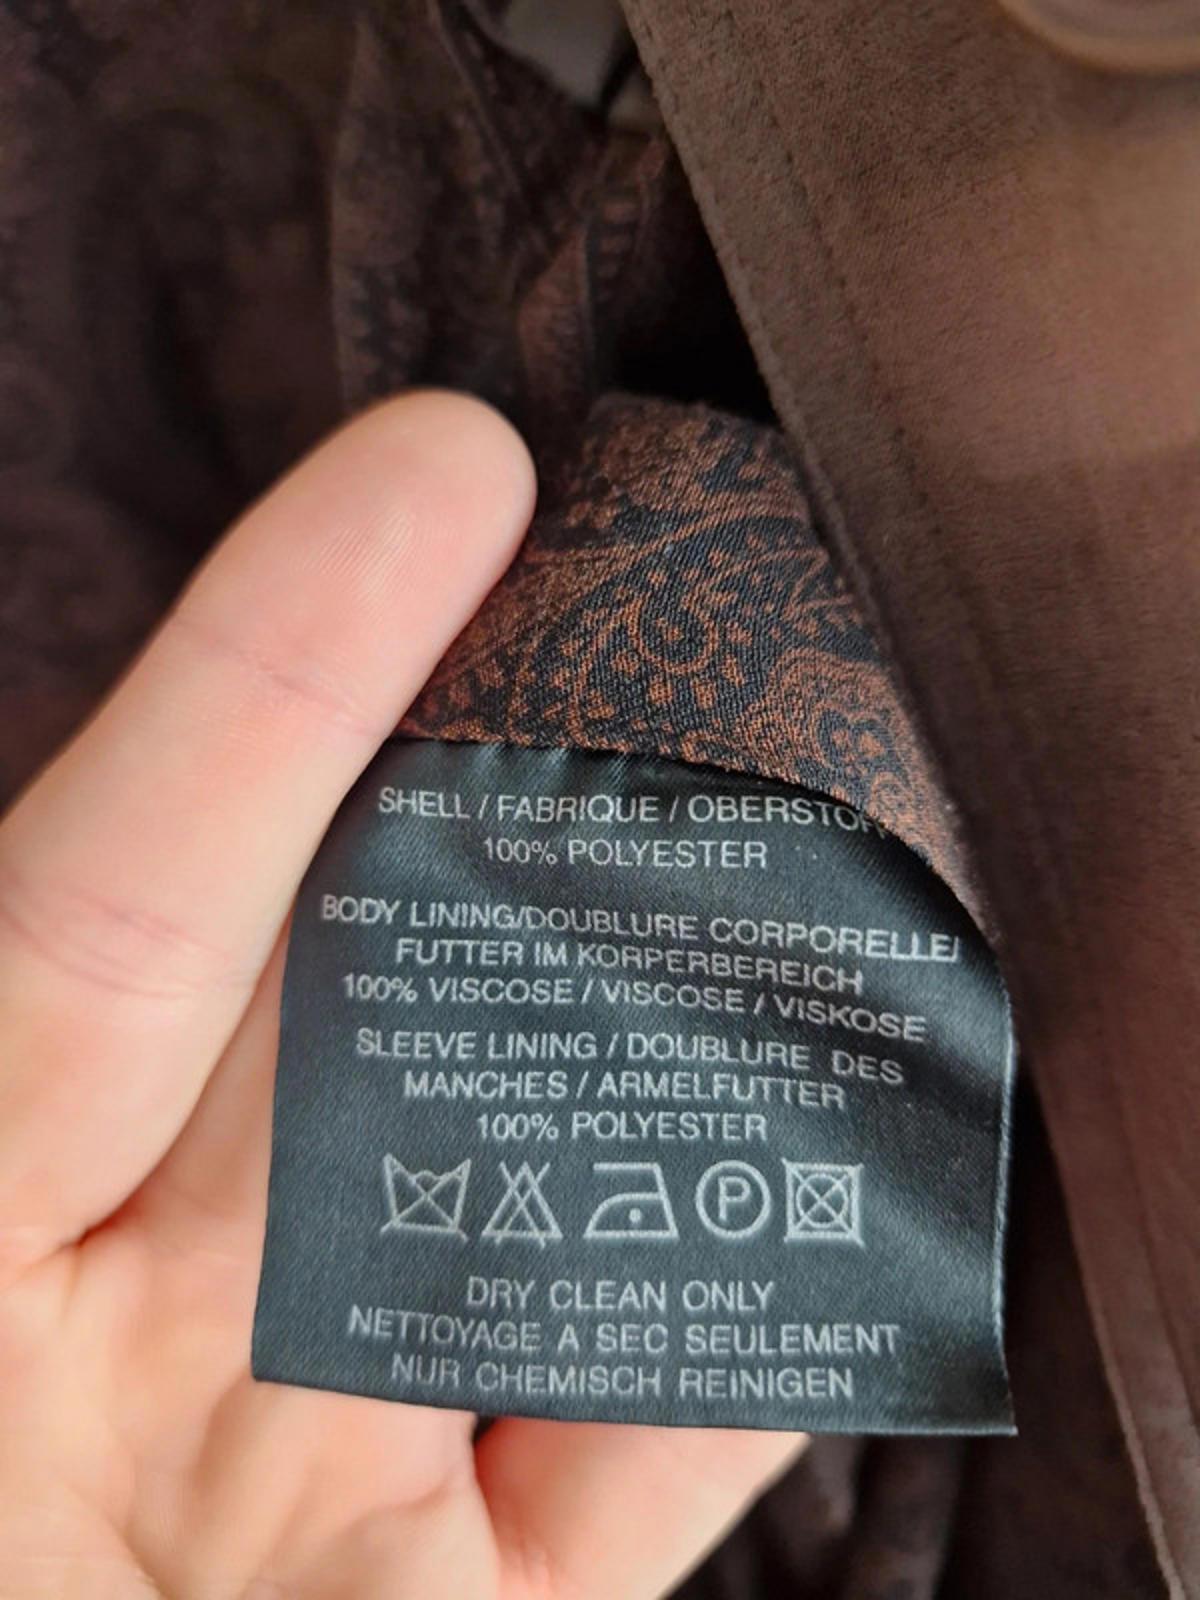 SHELL / FABRIQUE / OBERSTOFF
100% POLYESTER
BODY LINING/DOUBLURE CORPORELLE/
FUTTER IM KORPERBEREICH
100% VISCOSE / VISCOSE / VISKOSE
SLEEVE LINING / DOUBLURE DES
MANCHES / ARMELFUTTER
100% POLYESTER
P
DRY CLEAN ONLY
NETTOYAGE A SEC SEULEMENT
NUR CHEMISCH REINIGEN